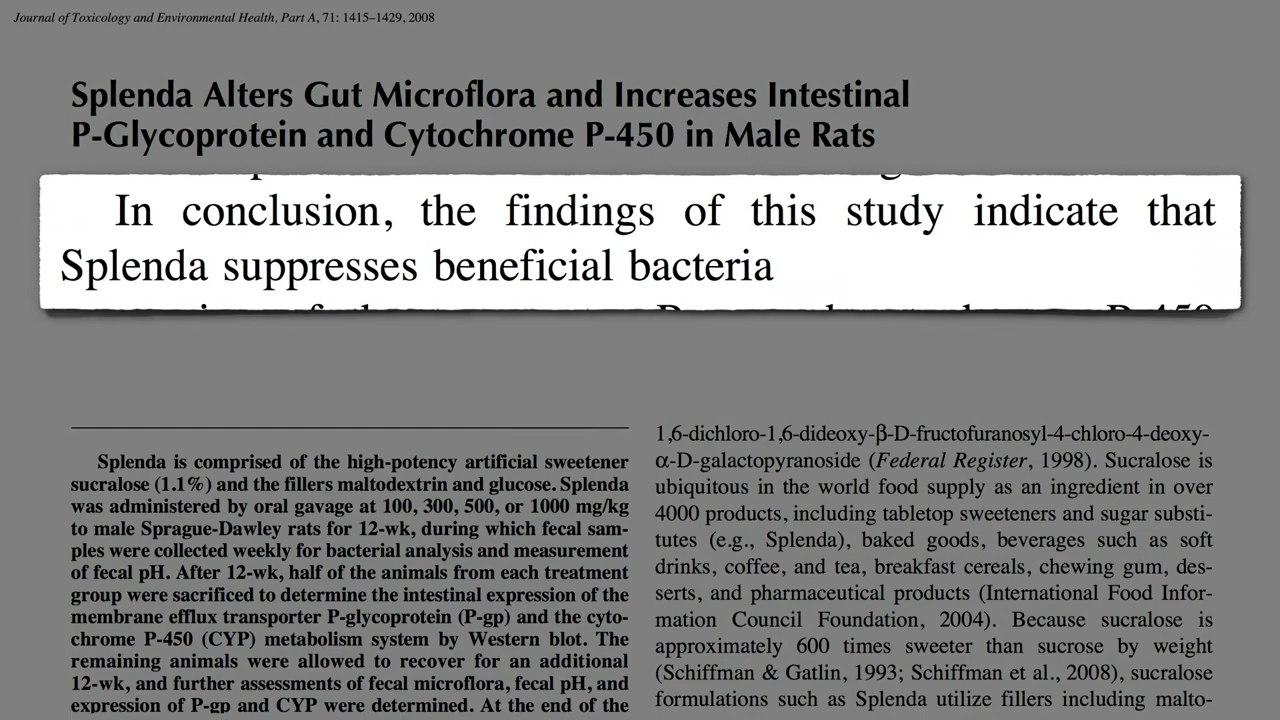 Journal of Toxicology and Environmental Health, Part A, 71: 1415–1429, 2008
Splenda Alters Gut Microflora and Increases Intestinal
P-Glycoprotein and Cytochrome P-450 in Male Rats
In conclusion, the findings of this study indicate that
Splenda suppresses beneficial bacteria
Splenda is comprised of the high-potency artificial sweetener
sucralose (1.1%) and the fillers maltodextrin and glucose. Splenda
was administered by oral gavage at 100, 300, 500, or 1000 mg/kg
to male Sprague-Dawley rats for 12-wk, during which fecal sam-
ples were collected weekly for bacterial analysis and measurement
of fecal pH. After 12-wk, half of the animals from each treatment
group were sacrificed to determine the intestinal expression of the
membrane efflux transporter P-glycoprotein (P-gp) and the cyto-
chrome P-450 (CYP) metabolism system by Western blot. The
remaining animals were allowed to recover for an additional
12-wk, and further assessments of fecal microflora, fecal pH, and
expression of P-gp and CYP were determined. At the end of the
1,6-dichloro-1,6-dideoxy-β-D-fructofuranosyl-4-chloro-4-deoxy-
α-D-galactopyranoside (Federal Register, 1998). Sucralose is
ubiquitous in the world food supply as an ingredient in over
4000 products, including tabletop sweeteners and sugar substi-
tutes (e.g., Splenda), baked goods, beverages such as soft
drinks, coffee, and tea, breakfast cereals, chewing gum, des-
serts, and pharmaceutical products (International Food Infor-
mation Council Foundation, 2004). Because sucralose is
approximately 600 times sweeter than sucrose by weight
(Schiffman & Gatlin, 1993; Schiffman et al., 2008), sucralose
formulations such as Splenda utilize fillers including malto-